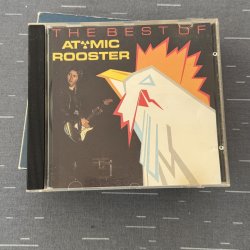 THE BEST OF
ATOMIC
ROOSTER